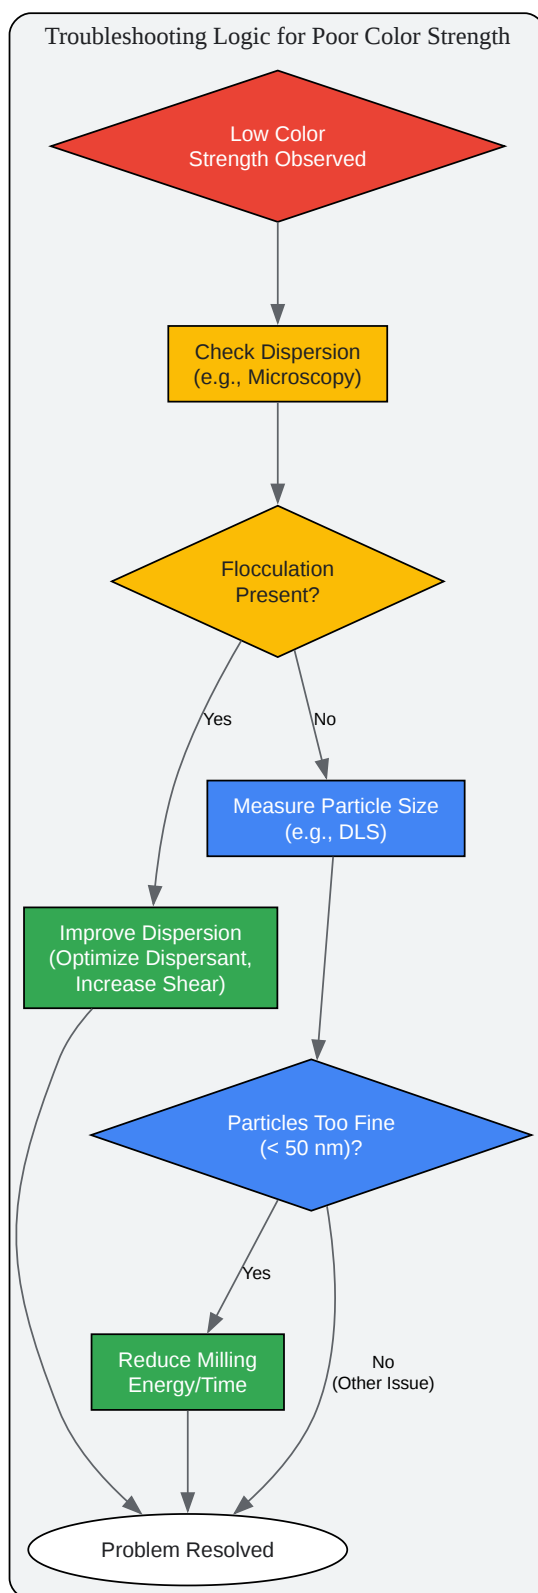 Troubleshooting Logic for Poor Color Strength
Low Color
Strength Observed
Check Dispersion
(e.g., Microscopy)
Flocculation
Present?
Yes
No
Measure Particle Size
(e.g., DLS)
Improve Dispersion
(Optimize Dispersant,
Increase Shear)
Particles Too Fine
(< 50 nm)?
Yes
Reduce Milling
Energy/Time
No
(Other Issue)
Problem Resolved